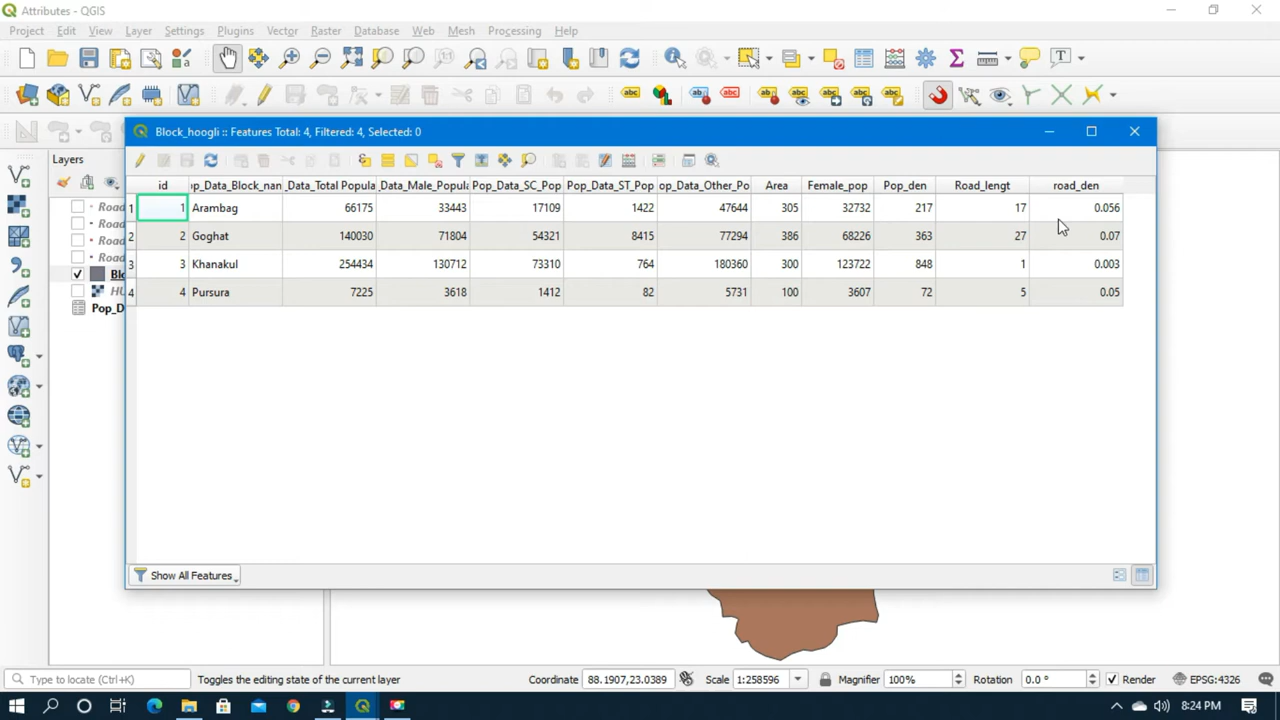 Attributes - QGIS
Project Edit View Layer Settings Plugins Vector Raster Database Web Mesh Processing Help
Block_hoogli :: Features Total: 4, Filtered: 4, Selected: 0
Layers
id op_Data_Block_nan _Data_Total Popula _Data_Male_Popula Pop_Data_SC_Pop Pop_Data_ST_Pop op_Data_Other_Po Area Female_pop Pop_den Road_lengt road_den
1 1 Arambag 66175 33443 17109 1422 47644 305 32732 217 17 0.056
2 2 Goghat 140030 71804 54321 8415 77294 386 68226 363 27 0.07
3 3 Khanakul 254434 130712 73310 764 180360 300 123722 848 1 0.003
4 4 Pursura 7225 3618 1412 82 5731 100 3607 72 5 0.05
Road
Road
Road
Road
Blo
HU
Pop_D
Show All Features
Type to locate (Ctrl+K) Toggles the editing state of the current layer Coordinate 88.1907,23.0389 Scale 1:258596 Magnifier 100% Rotation 0.0 ° Render EPSG:4326
8:24 PM